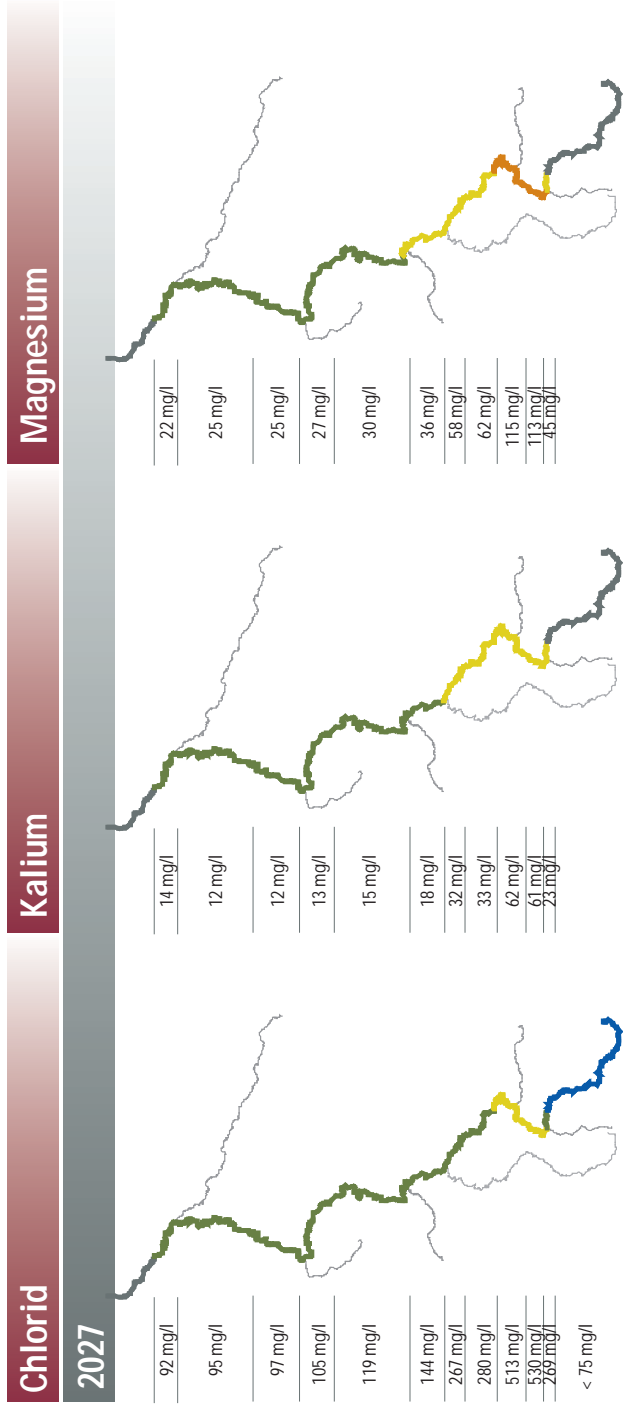 Chlorid
Kalium
Magnesium
2027
92 mg/l
95 mg/l
97 mg/l
105 mg/l
119 mg/l
144 mg/l
267 mg/l
280 mg/l
513 mg/l
530 mg/l
269 mg/l
< 75 mg/l
14 mg/l
12 mg/l
12 mg/l
13 mg/l
15 mg/l
18 mg/l
32 mg/l
33 mg/l
62 mg/l
61 mg/l
23 mg/l
22 mg/l
25 mg/l
25 mg/l
27 mg/l
30 mg/l
36 mg/l
58 mg/l
62 mg/l
115 mg/l
113 mg/l
45 mg/l